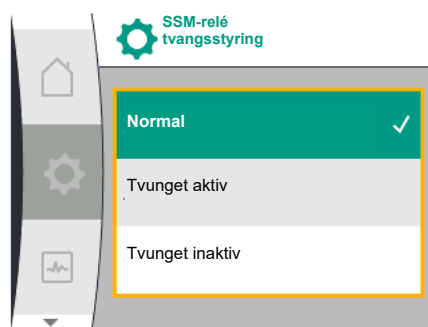 SSM-relé
tvangsstyring
Normal
Tvunget aktiv
Tvunget inaktiv